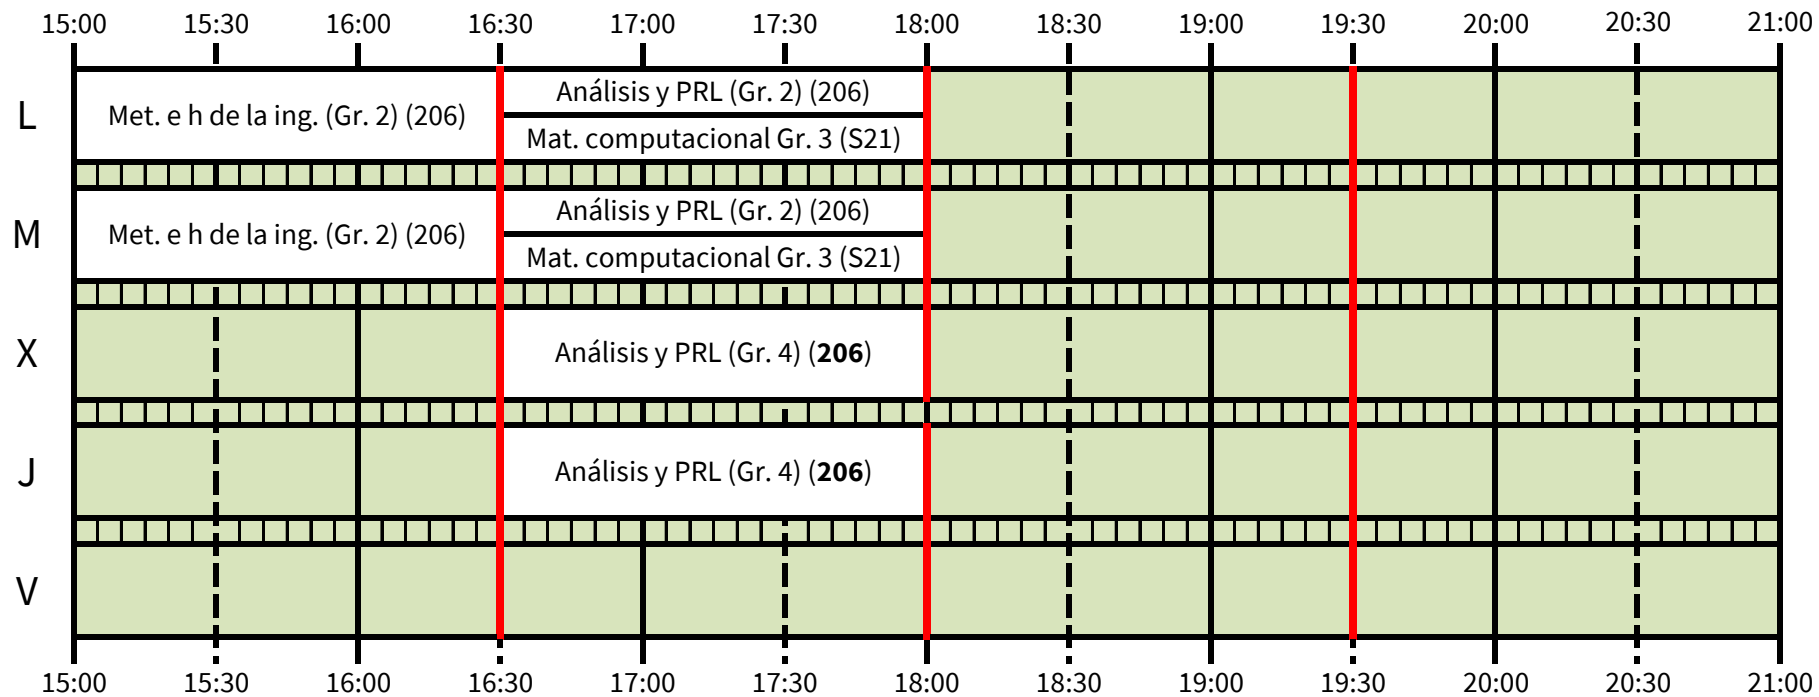 15:00 15:30 16:00 16:30 17:00 17:30 18:00 18:30 19:00 19:30 20:00 20:30 21:00
L
Met. e h de la ing. (Gr. 2) (206)
Análisis y PRL (Gr. 2) (206)
Mat. computacional Gr. 3 (S21)
M
Met. e h de la ing. (Gr. 2) (206)
Análisis y PRL (Gr. 2) (206)
Mat. computacional Gr. 3 (S21)
X
Análisis y PRL (Gr. 4) (206)
J
Análisis y PRL (Gr. 4) (206)
V
15:00 15:30 16:00 16:30 17:00 17:30 18:00 18:30 19:00 19:30 20:00 20:30 21:00